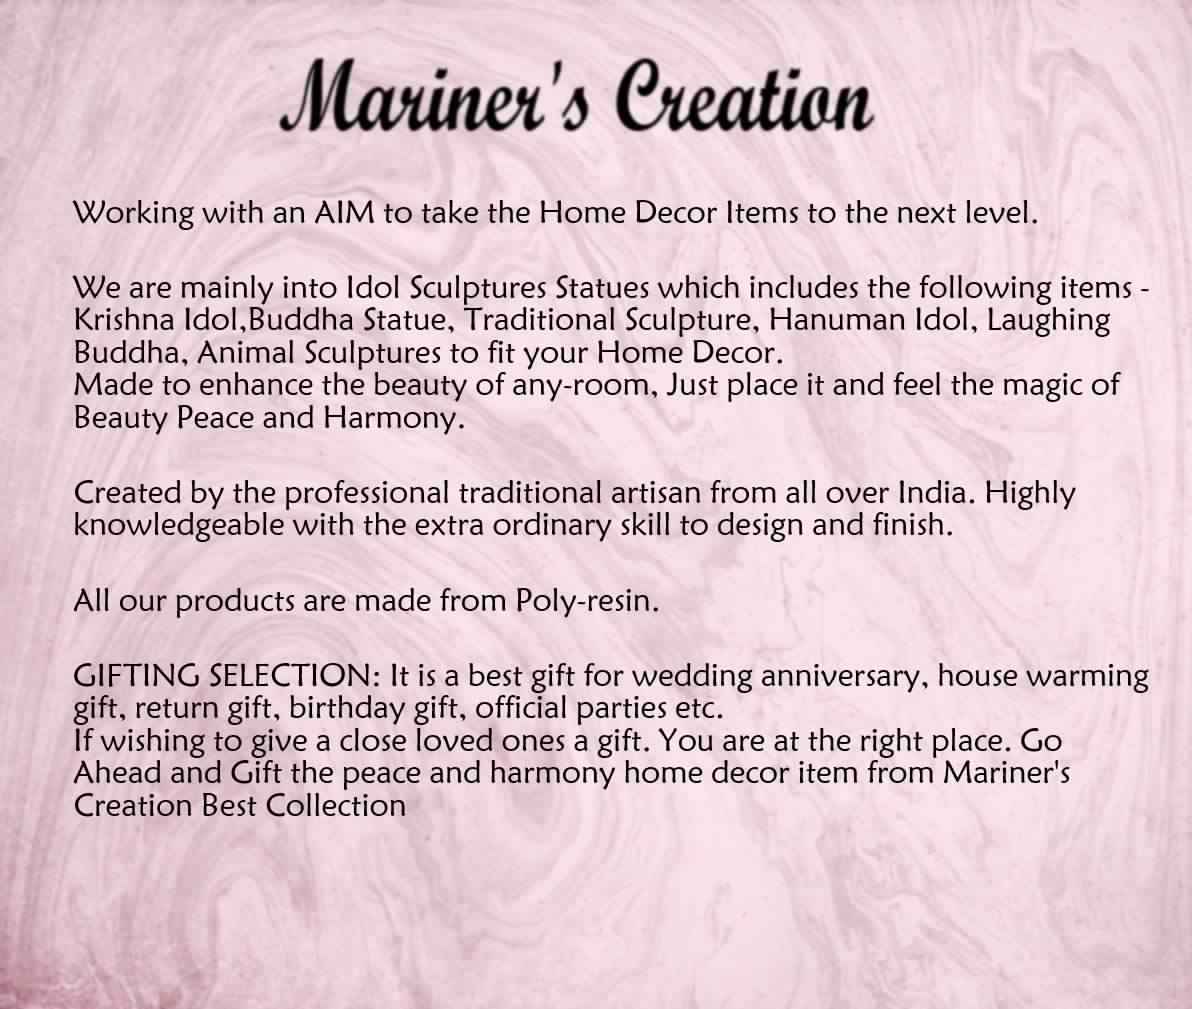 Mariner's Creation
Working with an AIM to take the Home Decor Items to the next level.
We are mainly into Idol Sculptures Statues which includes the following items -
Krishna Idol,Buddha Statue, Traditional Sculpture, Hanuman Idol, Laughing
Buddha, Animal Sculptures to fit your Home Decor.
Made to enhance the beauty of any-room, Just place it and feel the magic of
Beauty Peace and Harmony.
Created by the professional traditional artisan from all over India. Highly
knowledgeable with the extra ordinary skill to design and finish.
All our products are made from Poly-resin.
GIFTING SELECTION: It is a best gift for wedding anniversary, house warming
gift, return gift, birthday gift, official parties etc.
If wishing to give a close loved ones a gift. You are at the right place. Go
Ahead and Gift the peace and harmony home decor item from Mariner's
Creation Best Collection